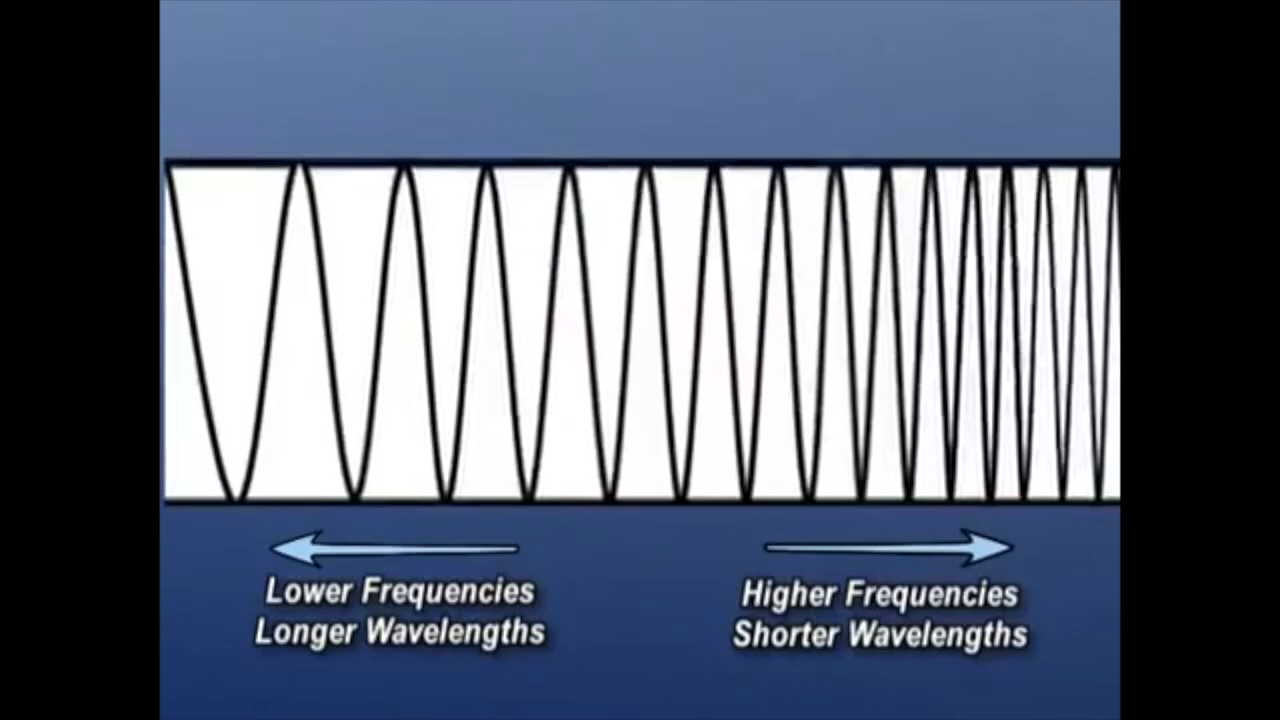 Lower Frequencies
Longer Wavelengths
Higher Frequencies
Shorter Wavelengths